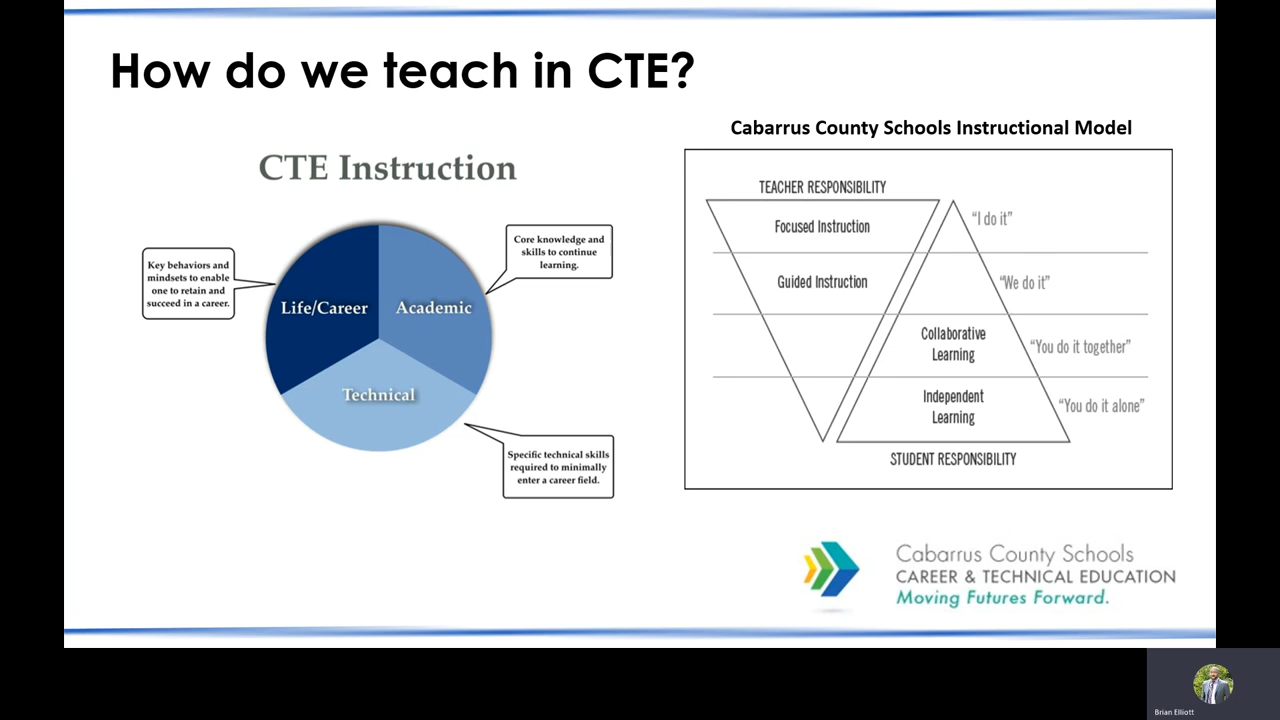 How do we teach in CTE?
CTE Instruction
Key behaviors and
mindsets to enable
one to retain and
succeed in a career.
Core knowledge and
skills to continue
learning.
Life/Career
Academic
Technical
Specific technical skills
required to minimally
enter a career field.
Cabarrus County Schools Instructional Model
TEACHER RESPONSIBILITY
Focused Instruction
“I do it”
Guided Instruction
“We do it”
Collaborative
Learning
“You do it together”
Independent
Learning
“You do it alone”
STUDENT RESPONSIBILITY
Cabarrus County Schools
CAREER & TECHNICAL EDUCATION
Moving Futures Forward.
Brian Elliott